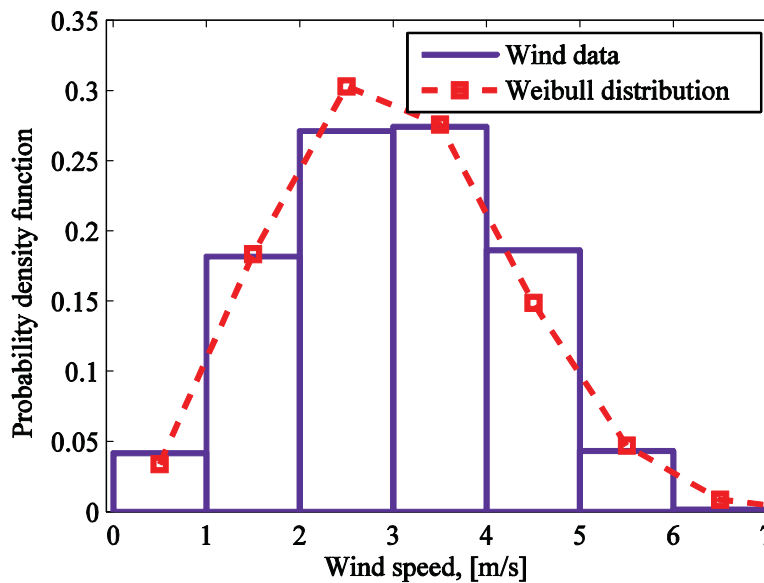 0.35
0.3
0.25
0.2
0.15
0.1
0.05
0
Probability density function
Wind data
Weibull distribution
0 1 2 3 4 5 6 7
Wind speed, [m/s]